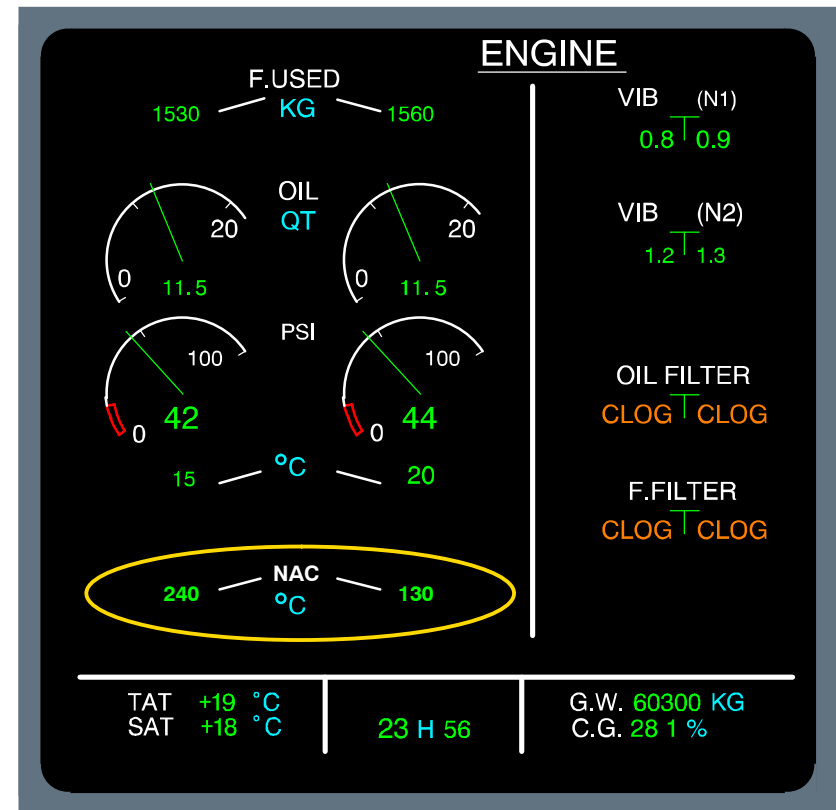 ENGINE
F.USED
1530 KG 1560
OIL
QT
20 20
0 0
11.5 11.5
PSI
100 100
42 44
0 0
15 °C 20
NAC
240 °C 130
VIB (N1)
0.8 0.9
VIB (N2)
1.2 1.3
OIL FILTER
CLOG CLOG
F.FILTER
CLOG CLOG
TAT +19 °C
SAT +18 °C
23 H 56
G.W. 60300 KG
C.G. 28 1 %